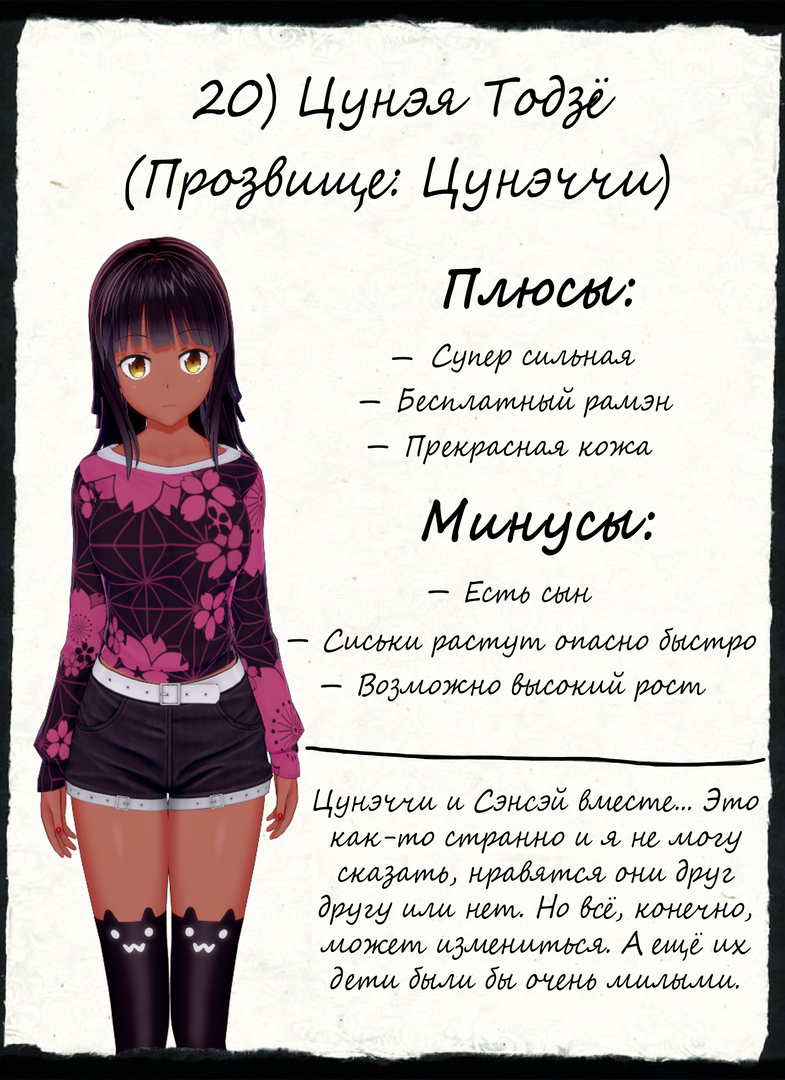 20) Цунэя Тодзё
(Прозвище: Цунэччи)
Плюсы:
— Супер сильная
— Бесплатный рамэн
— Прекрасная кожа
Минусы:
— Есть сын
— Сиськи растут опасно быстро
— Возможно высокий рост
Цунэччи и Сэнсэй вместе... Это
как-то странно и я не могу
сказать, нравятся они друг
другу или нет. Но всё, конечно,
может измениться. А ещё их
дети были бы очень милыми.